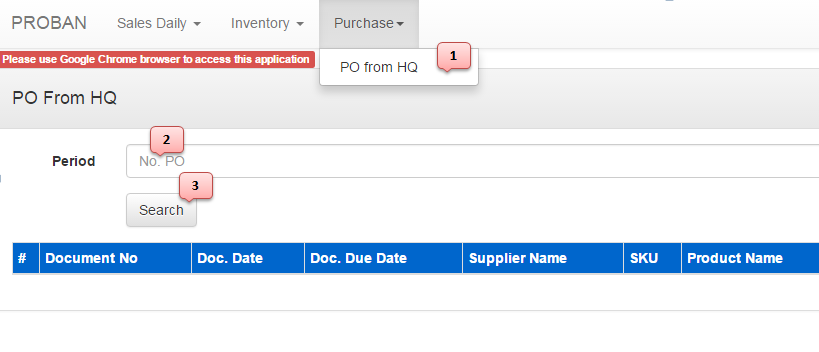 PROBAN Sales Daily Inventory Purchase
Please use Google Chrome browser to access this application
PO from HQ 1
PO From HQ
2
Period No. PO
3
Search
# Document No Doc. Date Doc. Due Date Supplier Name SKU Product Name